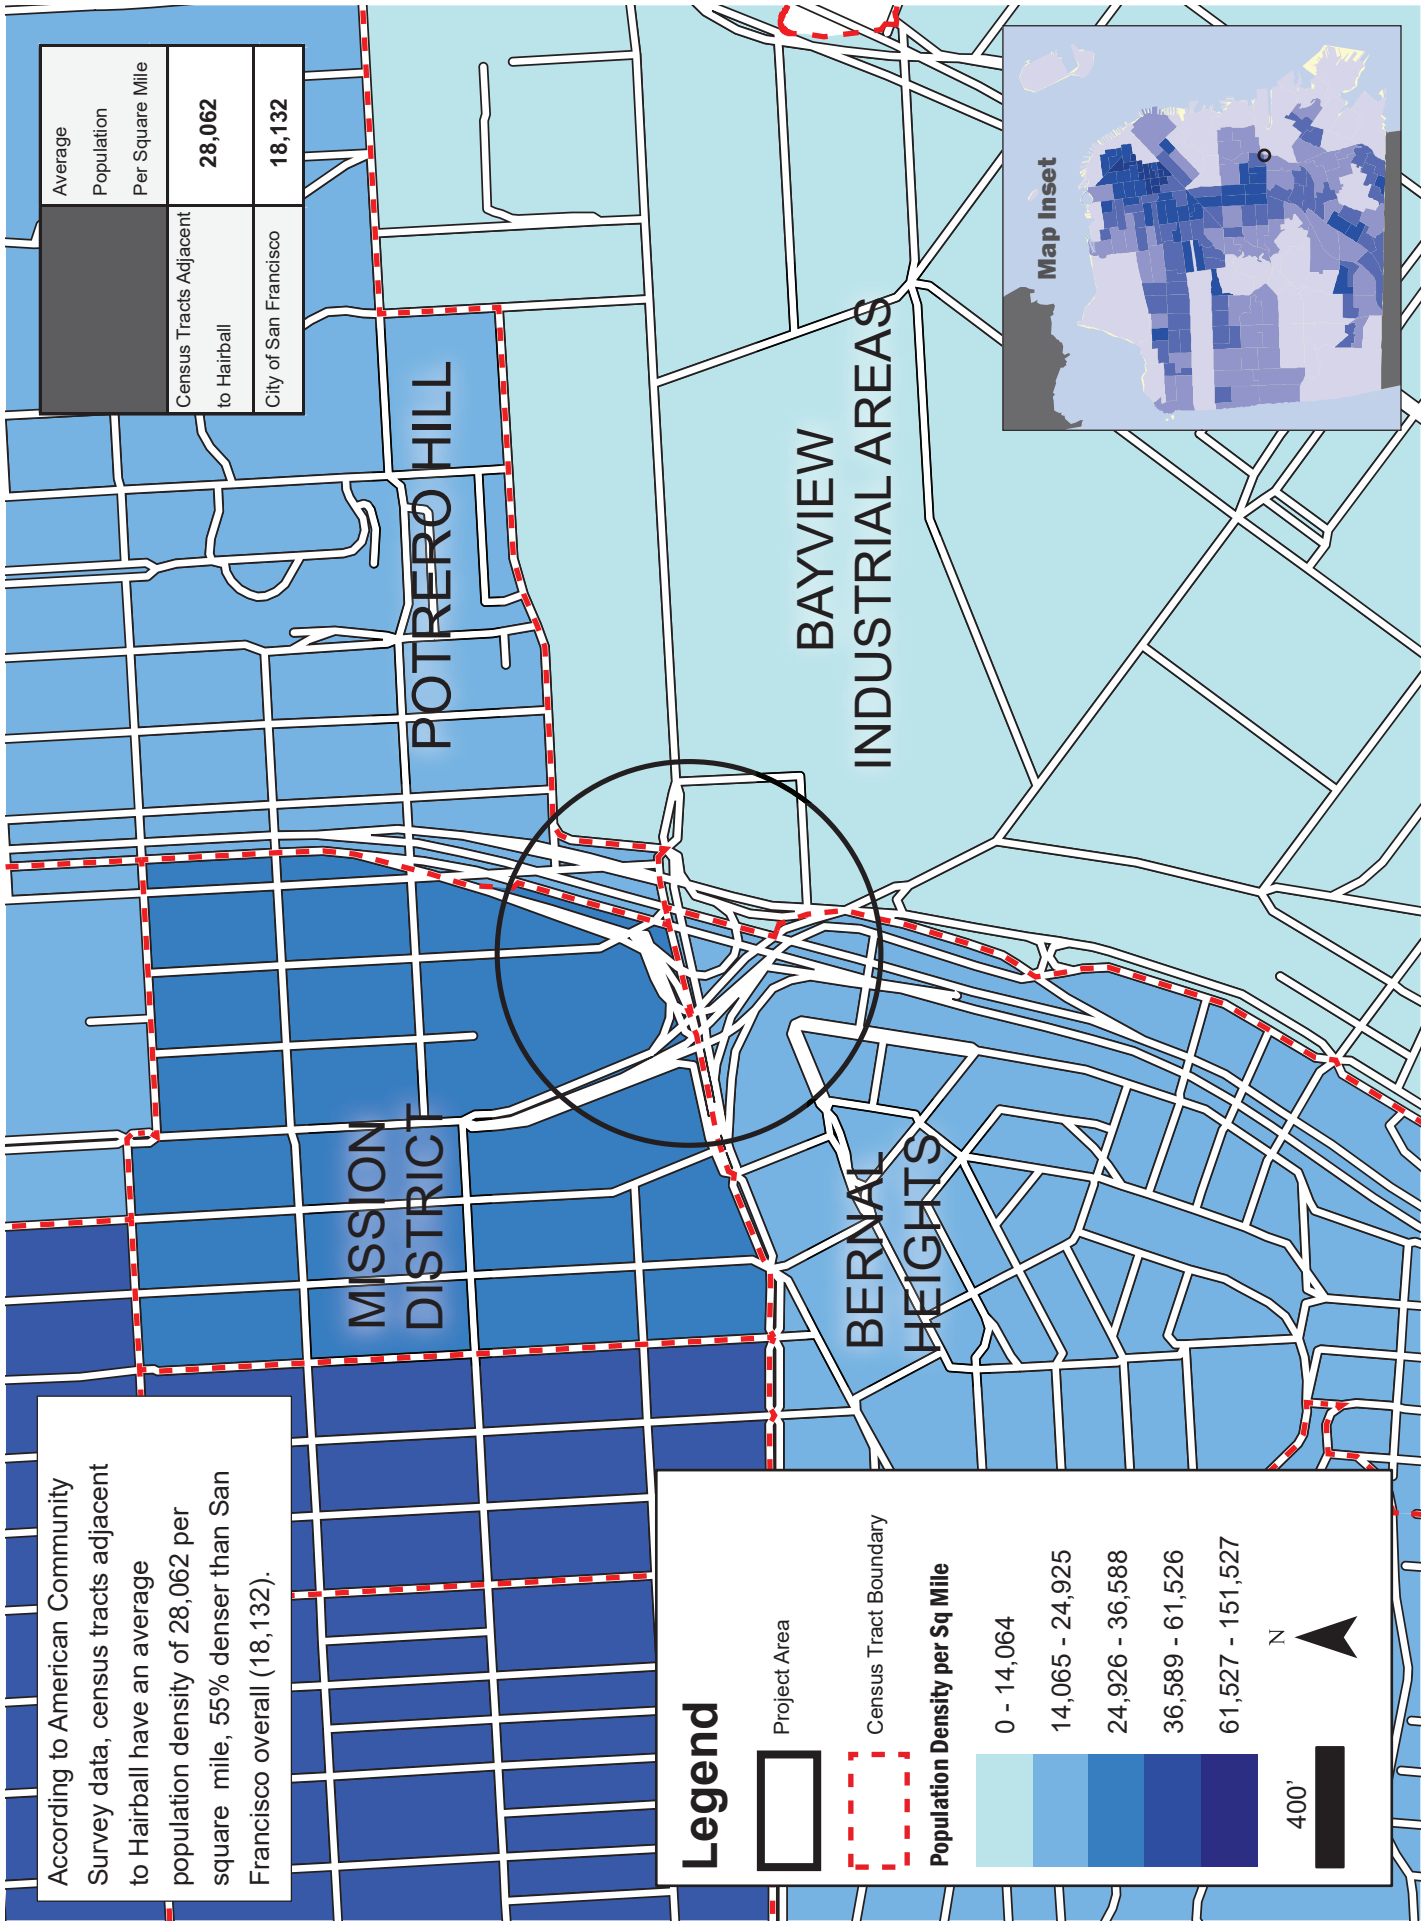 According to American Community
Survey data, census tracts adjacent
to Hairball have an average
population density of 28,062 per
square mile, 55% denser than San
Francisco overall (18,132).
Average
Population
Per Square Mile
Census Tracts Adjacent
to Hairball
28,062
City of San Francisco
18,132
MISSION
DISTRICT
POTRERO HILL
BERNAL
HEIGHTS
BAYVIEW
INDUSTRIAL AREAS
Legend
Project Area
Census Tract Boundary
Population Density per Sq Mile
0 - 14,064
14,065 - 24,925
24,926 - 36,588
36,589 - 61,526
61,527 - 151,527
400'
N
Map Inset